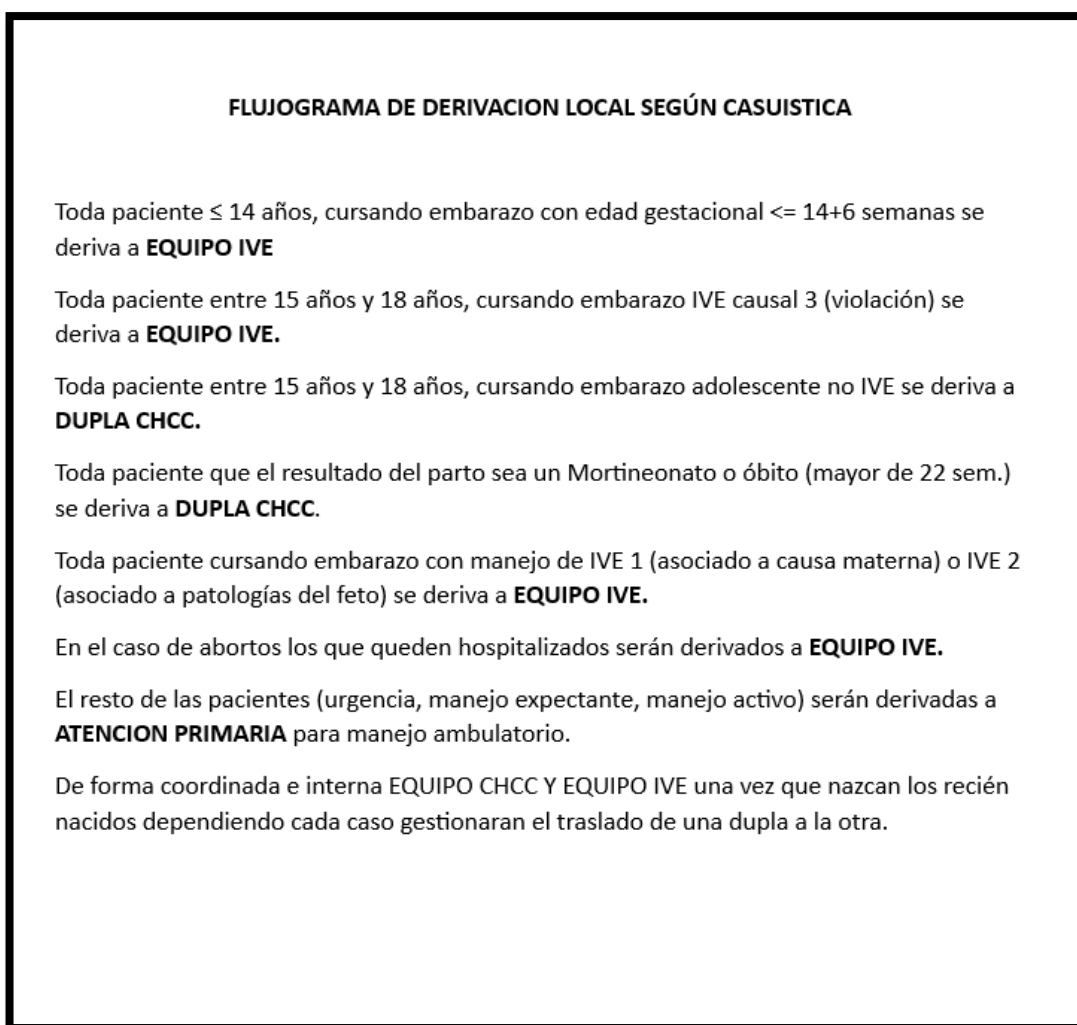 FLUJOGRAMA DE DERIVACION LOCAL SEGÚN CASUISTICA
Toda paciente ≤ 14 años, cursando embarazo con edad gestacional <= 14+6 semanas se
deriva a EQUIPO IVE
Toda paciente entre 15 años y 18 años, cursando embarazo IVE causal 3 (violación) se
deriva a EQUIPO IVE.
Toda paciente entre 15 años y 18 años, cursando embarazo adolescente no IVE se deriva a
DUPLA CHCC.
Toda paciente que el resultado del parto sea un Mortineonato o óbito (mayor de 22 sem.)
se deriva a DUPLA CHCC.
Toda paciente cursando embarazo con manejo de IVE 1 (asociado a causa materna) o IVE 2
(asociado a patologías del feto) se deriva a EQUIPO IVE.
En el caso de abortos los que queden hospitalizados serán derivados a EQUIPO IVE.
El resto de las pacientes (urgencia, manejo expectante, manejo activo) serán derivadas a
ATENCION PRIMARIA para manejo ambulatorio.
De forma coordinada e interna EQUIPO CHCC Y EQUIPO IVE una vez que nazcan los recién
nacidos dependiendo cada caso gestionaran el traslado de una dupla a la otra.